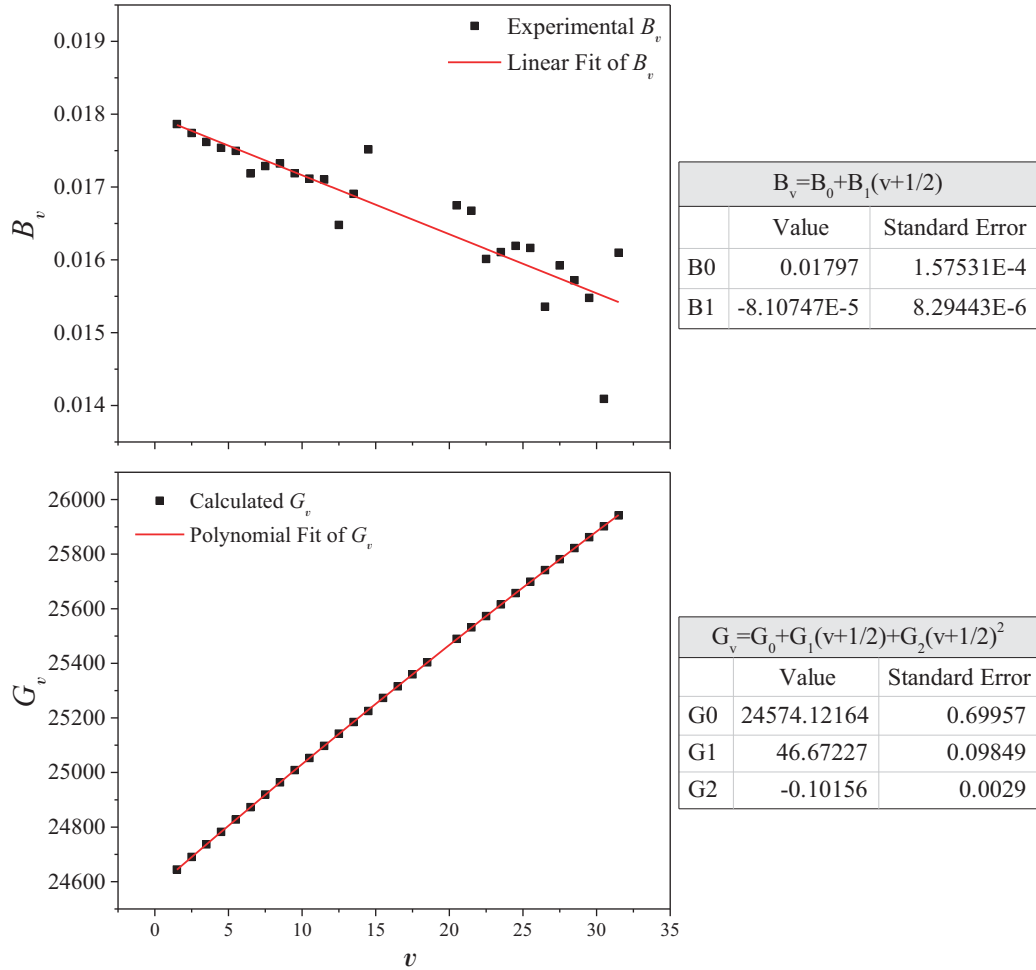 0.019
0.018
0.017
0.016
0.015
0.014
B_v
Experimental B_v
Linear Fit of B_v
B_v=B_0+B_1(v+1/2)
Value Standard Error
B0 0.01797 1.57531E-4
B1 -8.10747E-5 8.29443E-6
26000
25800
25600
25400
25200
25000
24800
24600
G_v
Calculated G_v
Polynomial Fit of G_v
0 5 10 15 20 25 30 35
v
G_v=G_0+G_1(v+1/2)+G_2(v+1/2)^2
Value Standard Error
G0 24574.12164 0.69957
G1 46.67227 0.09849
G2 -0.10156 0.0029